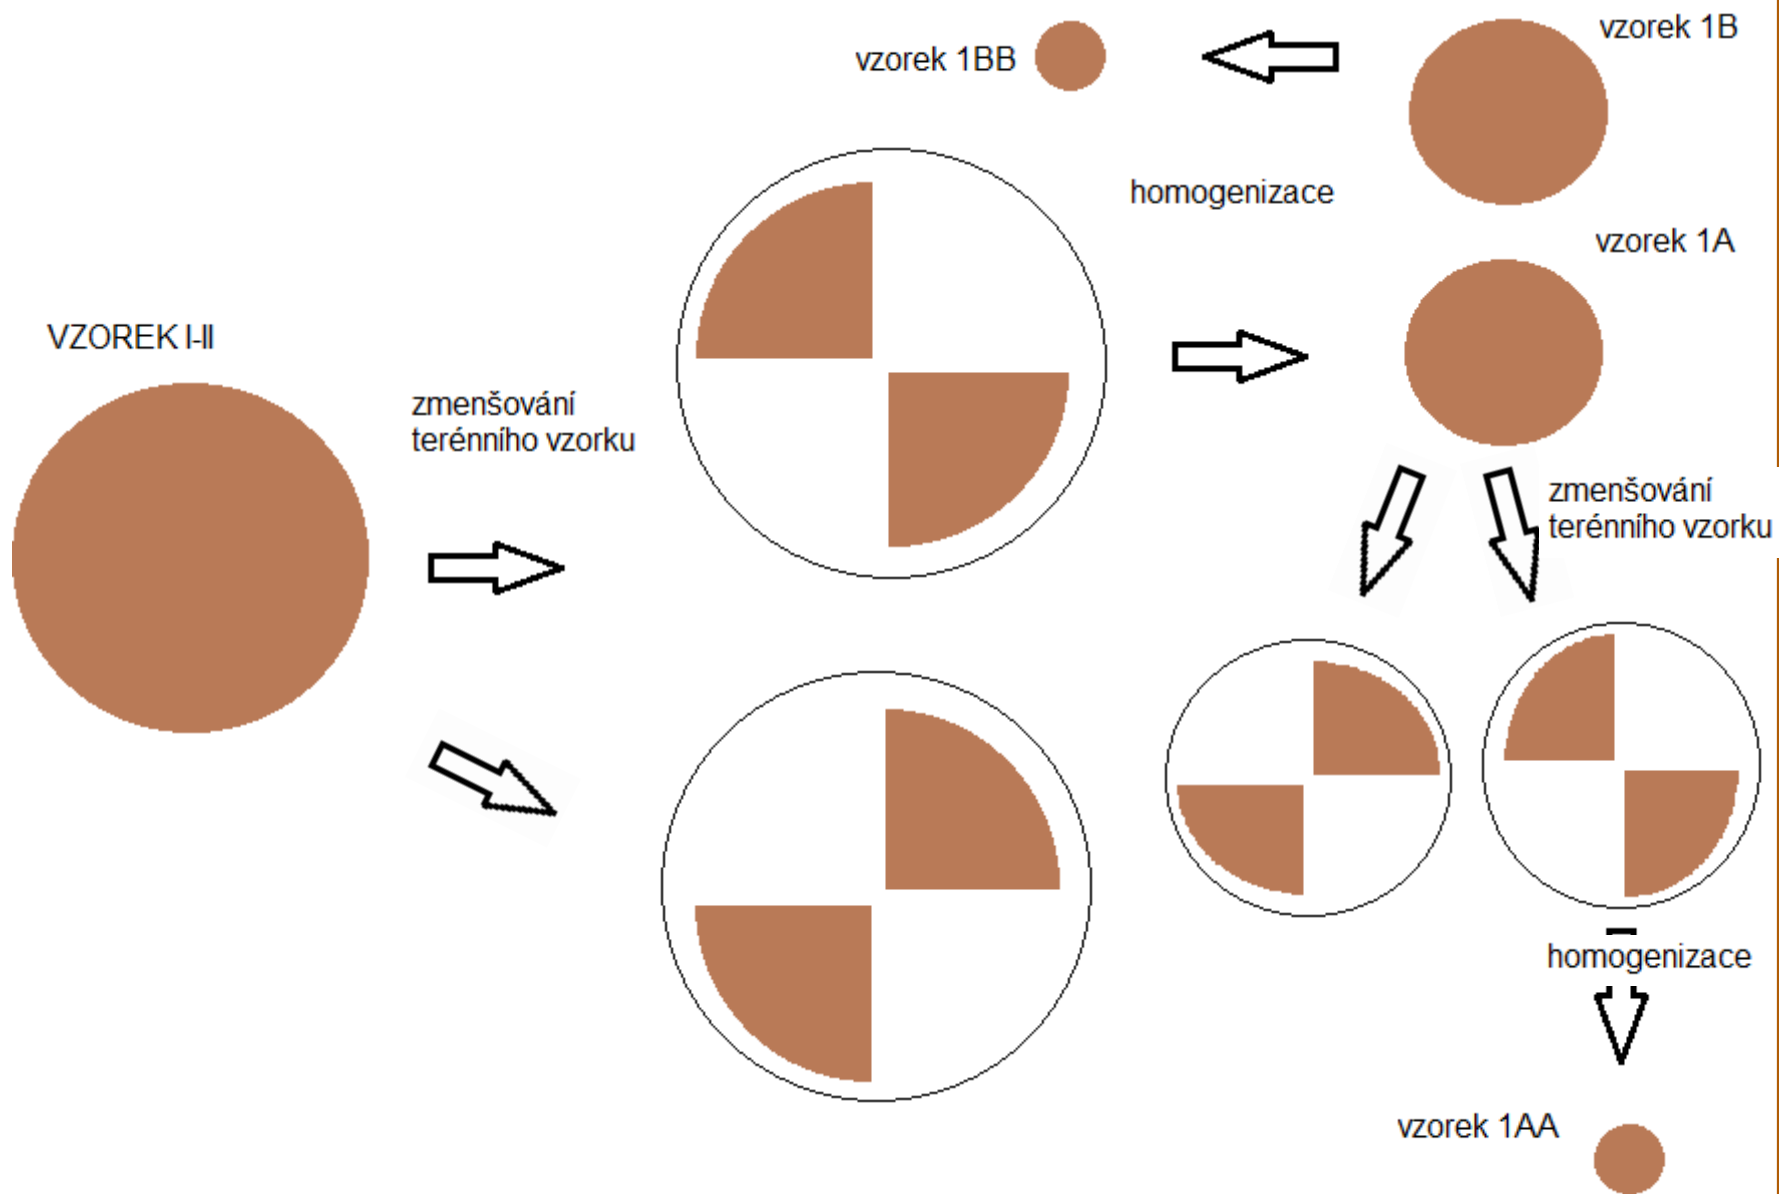 vzorek 1B
vzorek 1BB
homogenizace
vzorek 1A
VZOREK I-II
zmenšování
terénního vzorku
zmenšování
terénního vzorku
homogenizace
vzorek 1AA